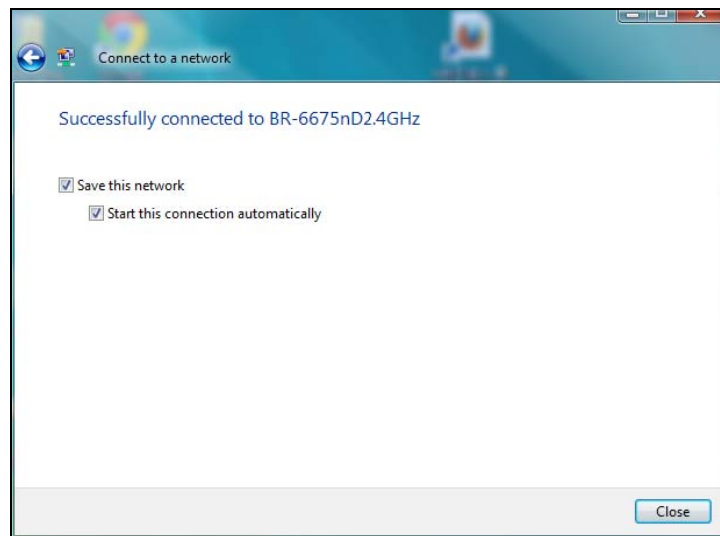 Connect to a network
Successfully connected to BR-6675nD2.4GHz
Save this network
Start this connection automatically
Close